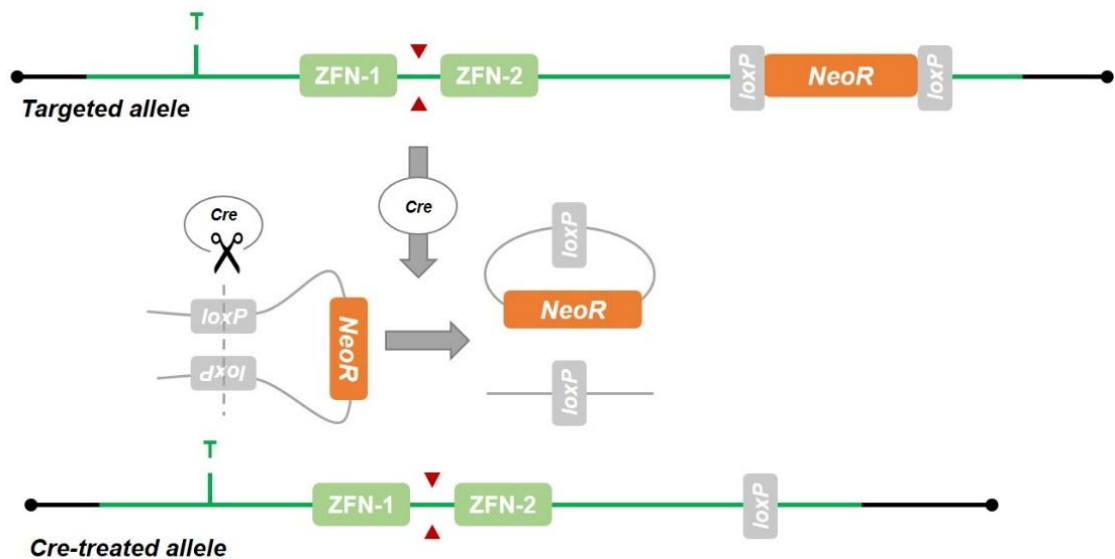 T
ZFN-1 ZFN-2 loxP NeoR loxP
Targeted allele
Cre Cre
loxP
loxP NeoR NeoR
loxP
loxP
T
ZFN-1 ZFN-2 loxP
Cre-treated allele